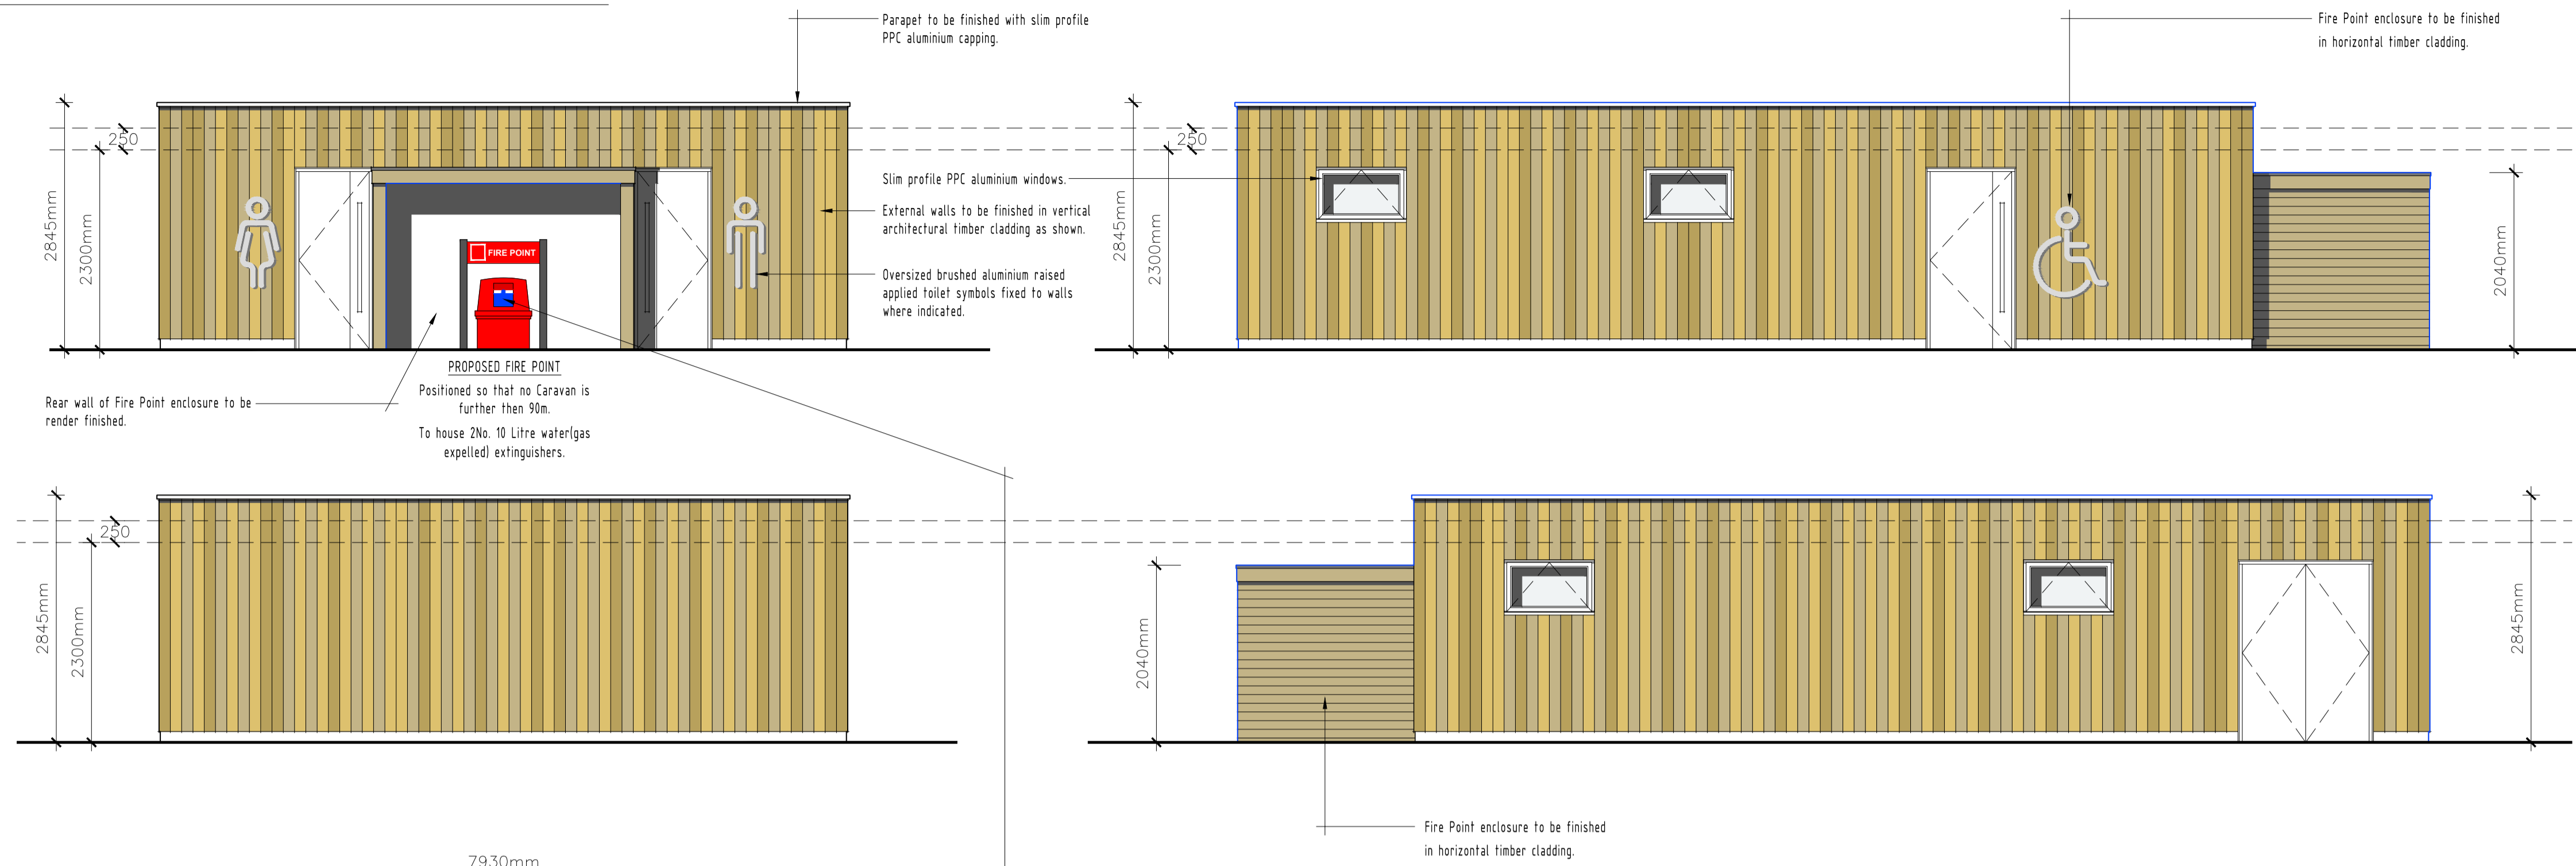 Parapet to be finished with slim profile
PPC aluminium capping.
Fire Point enclosure to be finished
in horizontal timber cladding.
250
2845mm
2300mm
FIRE POINT
Slim profile PPC aluminium windows.
External walls to be finished in vertical
architectural timber cladding as shown.
Oversized brushed aluminium raised
applied toilet symbols fixed to walls
where indicated.
250
2845mm
2300mm
2040mm
PROPOSED FIRE POINT
Positioned so that no Caravan is
further then 90m.
To house 2No. 10 Litre water(gas
expelled) extinguishers.
Rear wall of Fire Point enclosure to be
render finished.
250
2845mm
2300mm
2040mm
2845mm
Fire Point enclosure to be finished
in horizontal timber cladding.
7930mm